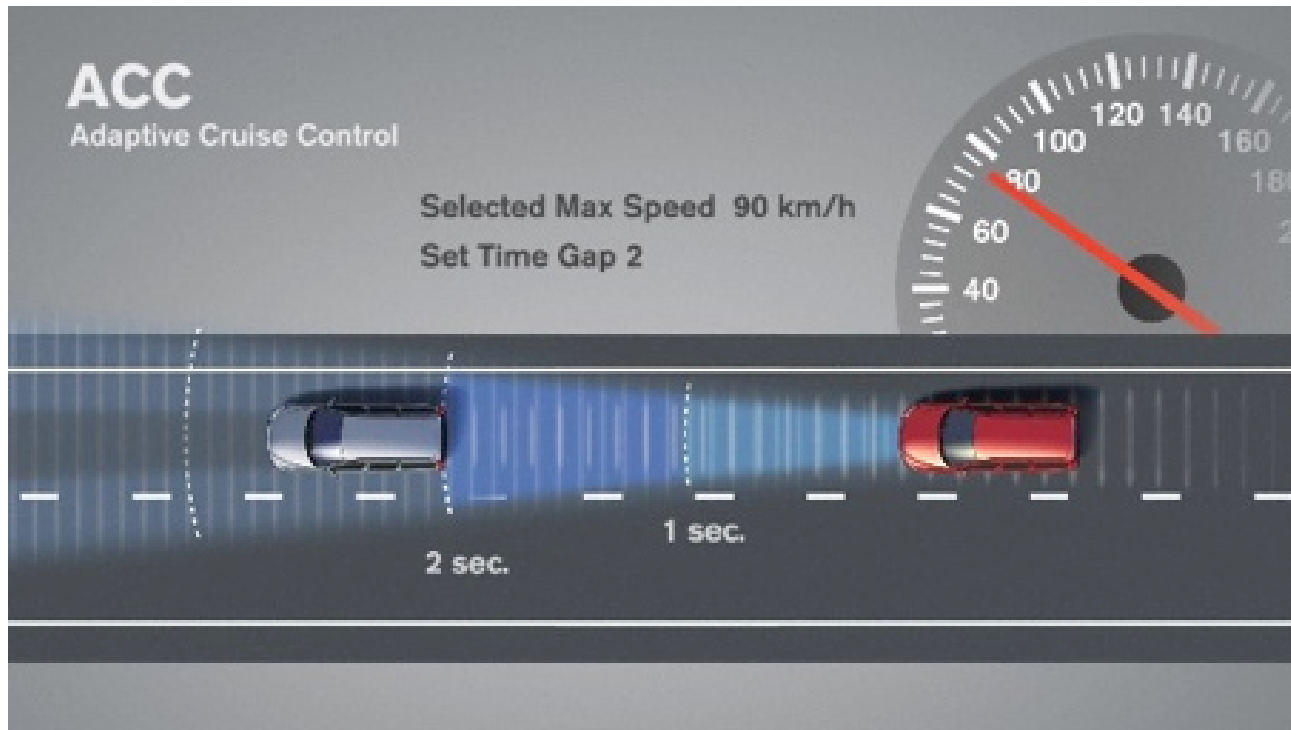 ACC
Adaptive Cruise Control
Selected Max Speed 90 km/h
Set Time Gap 2
120 140
100 160
80 180
60
40
1 sec.
2 sec.